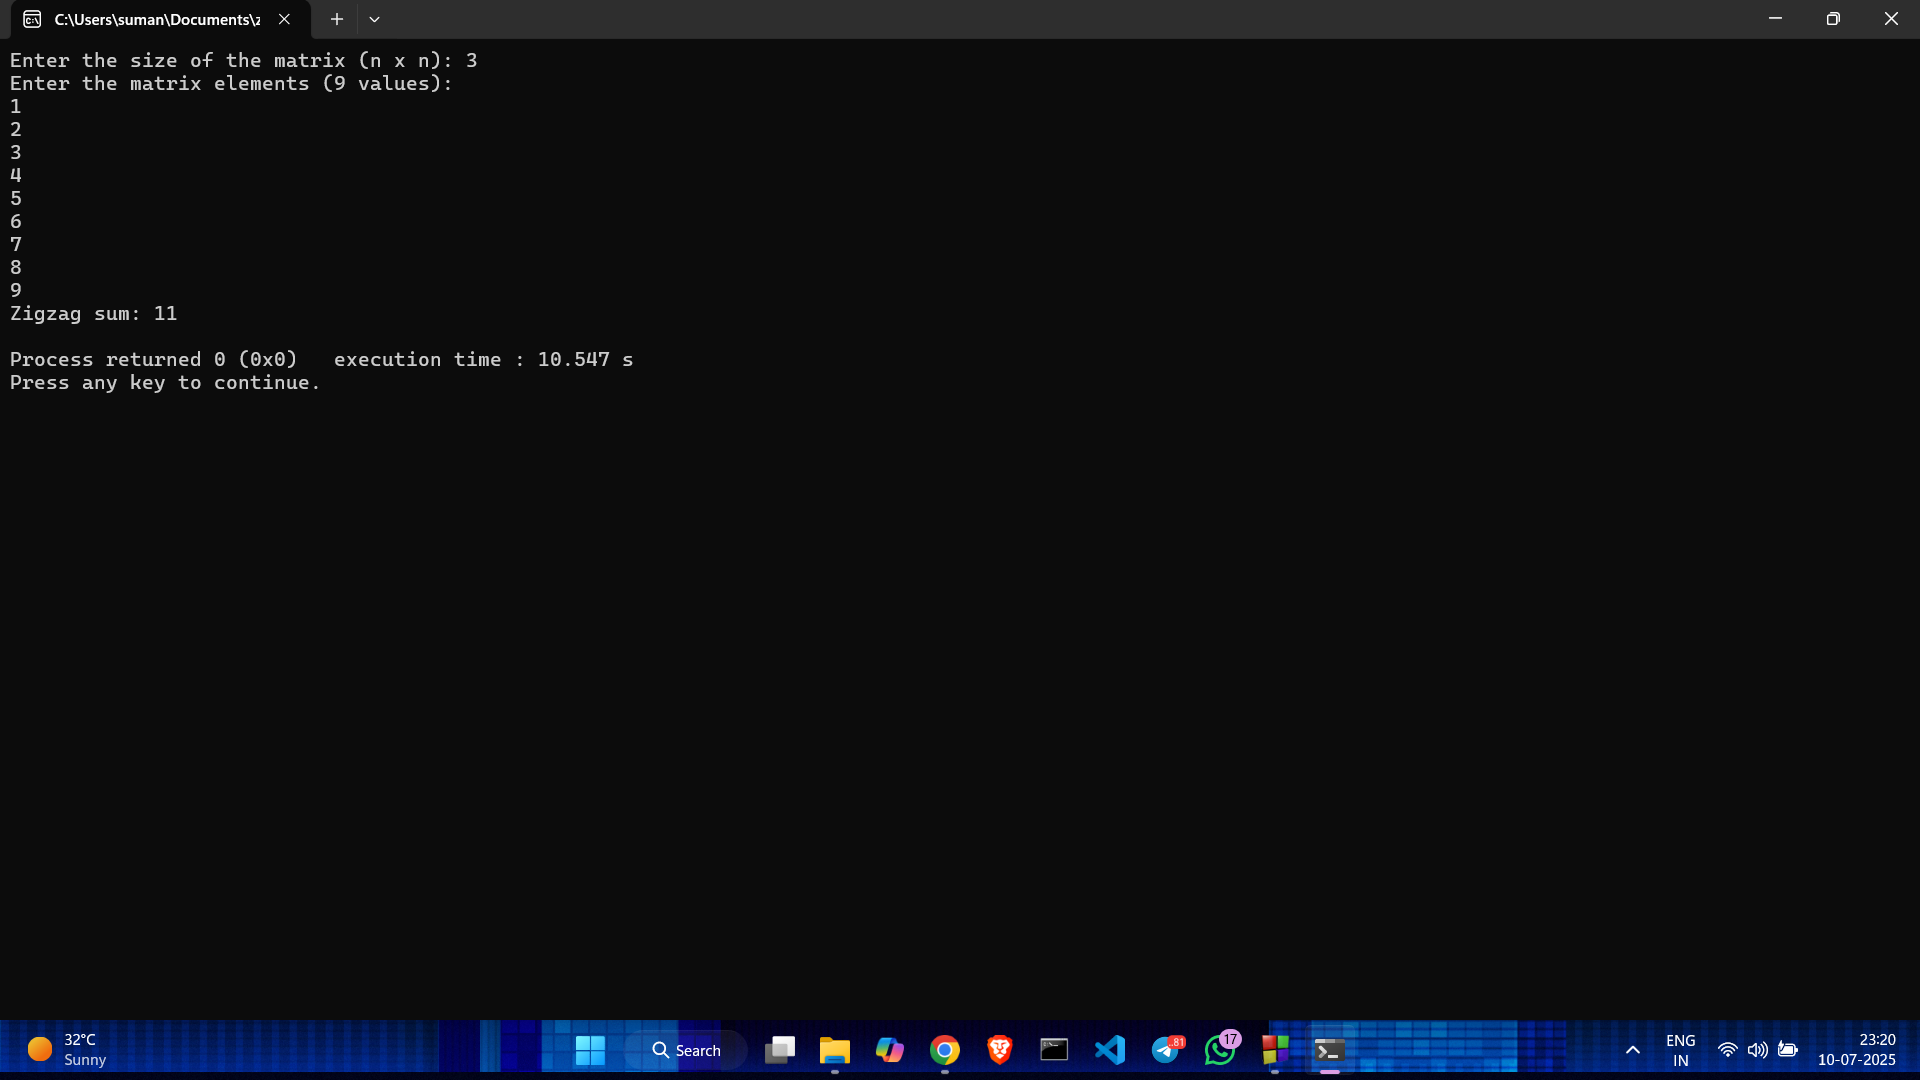 C:\Users\suman\Documents\z
Enter the size of the matrix (n x n): 3
Enter the matrix elements (9 values):
1
2
3
4
5
6
7
8
9
Zigzag sum: 11
Process returned 0 (0x0)   execution time : 10.547 s
Press any key to continue.
32°C
Sunny
Search
81
17
ENG
IN
23:20
10-07-2025